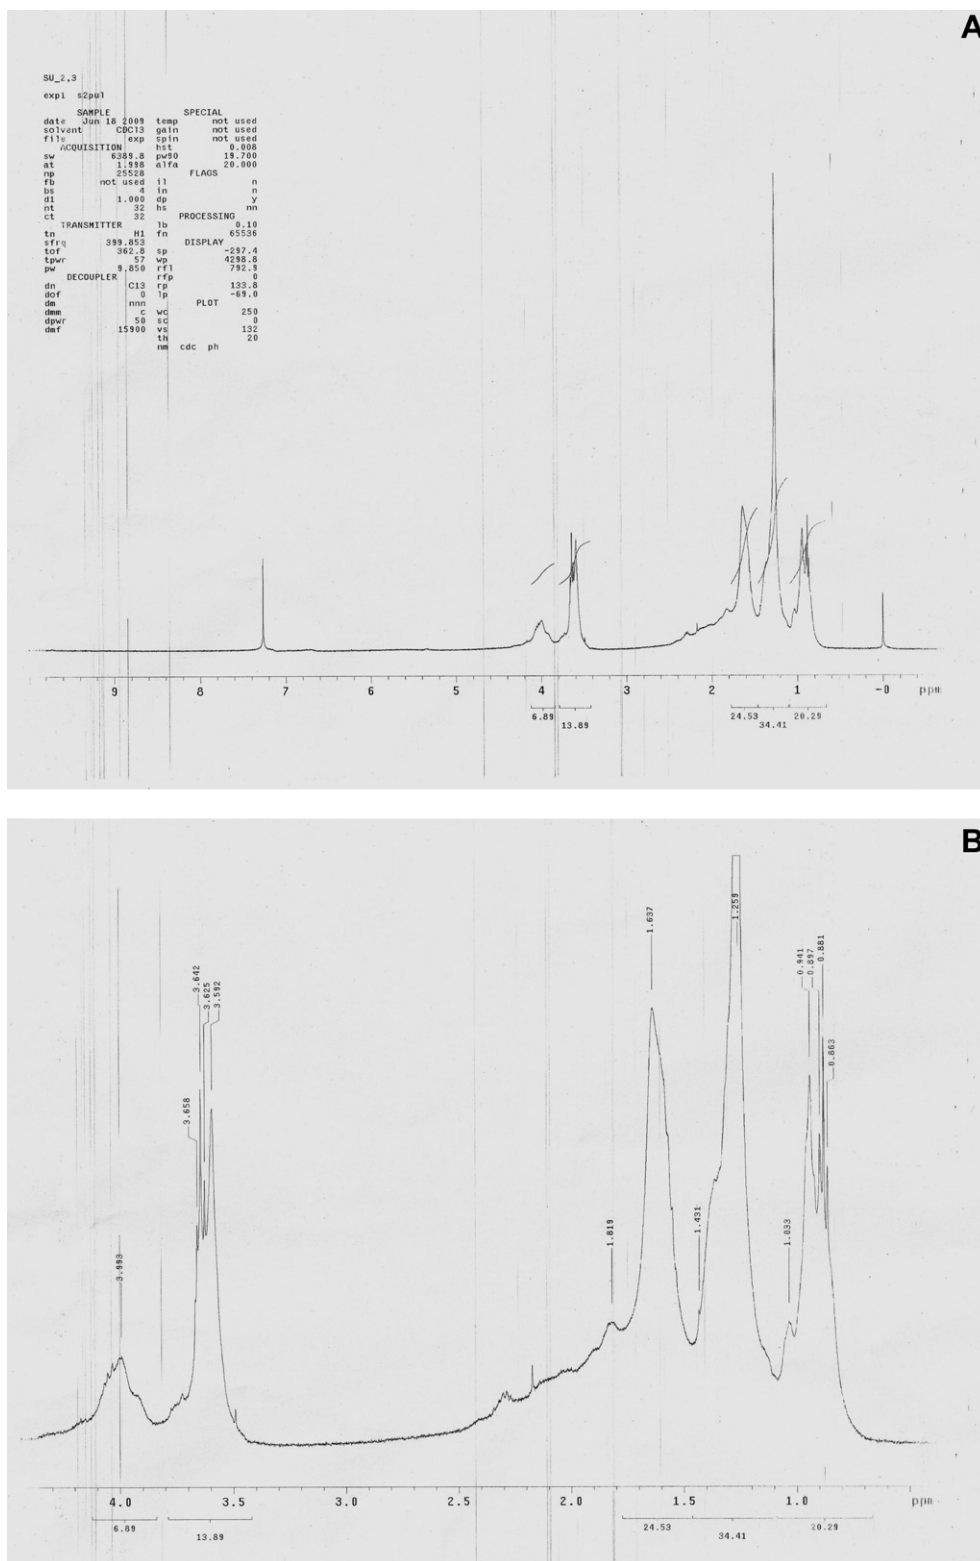 A
SU_2,3
exp1 s2pul
SAMPLE SPECIAL
date Jun 18 2009 temp not used
solvent CDCl3 gain not used
file exp spin not used
ACQUISITION hst 0.008
sw 6389.8 pw90 19.700
at 1.998 alfa 20.000
np 25528 FLAGS
fb not used il n
bs 4 in n
d1 1.000 dp y
nt 32 hs nn
ct 32 PROCESSING
TRANSMITTER lb 0.10
tn H1 fn 65536
sfrq 399.853 DISPLAY
tof 362.8 sp -297.4
tpwr 57 wp 4298.8
pw 9.850 rfl 792.9
DECOUPLER rfp 0
dn C13 rp 133.8
dof 0 lp -69.0
dm nnn PLOT
dmm c wc 250
dpwr 50 sc 0
dmf 15900 vs 132
th 20
nm cdc ph
9 8 7 6 5 4 3 2 1 -0 ppm
6.89 24.53 20.29
13.89 34.41
B
1.637
1.259
0.941
0.897
0.881
0.863
3.642
3.625
3.592
3.658
3.993
1.819
1.431
1.033
4.0 3.5 3.0 2.5 2.0 1.5 1.0 ppm
6.89 24.53 20.29
13.89 34.41